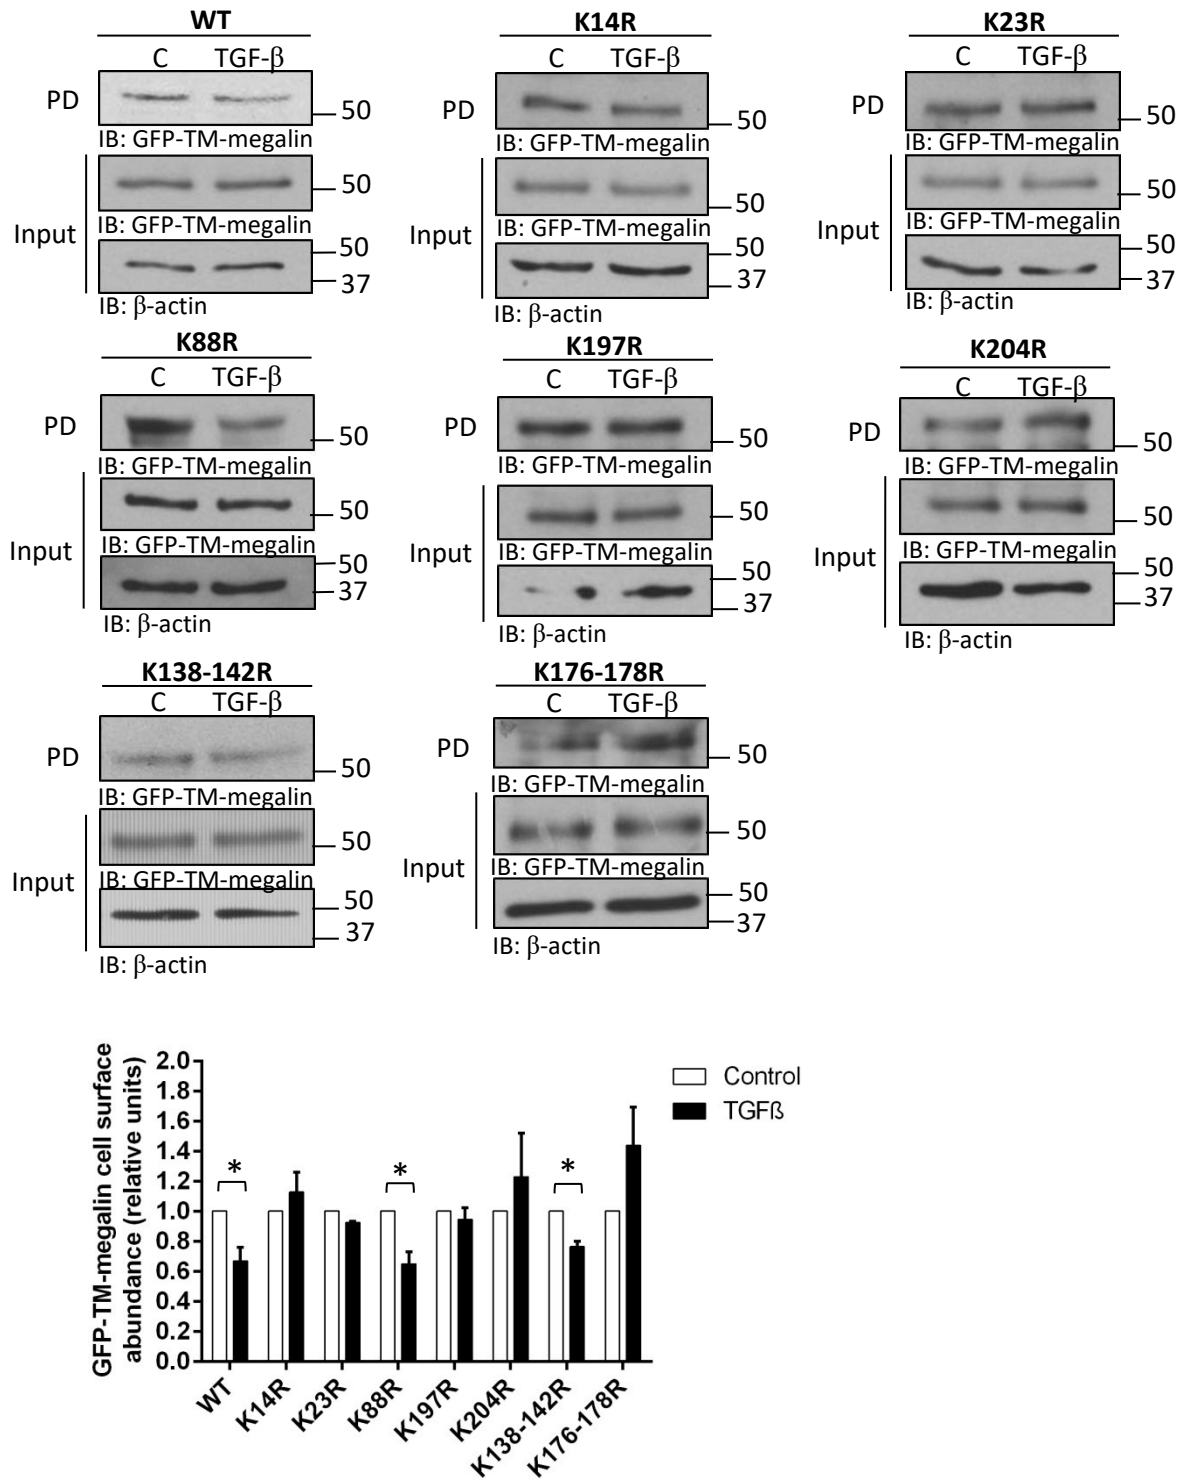 WT
C TGF-β
PD
50
IB: GFP-TM-megalin
Input
50
IB: GFP-TM-megalin
50
37
IB: β-actin
K14R
C TGF-β
PD
50
IB: GFP-TM-megalin
Input
50
IB: GFP-TM-megalin
50
37
IB: β-actin
K23R
C TGF-β
PD
50
IB: GFP-TM-megalin
Input
50
IB: GFP-TM-megalin
50
37
IB: β-actin
K88R
C TGF-β
PD
50
IB: GFP-TM-megalin
Input
50
IB: GFP-TM-megalin
50
37
IB: β-actin
K197R
C TGF-β
PD
50
IB: GFP-TM-megalin
Input
50
IB: GFP-TM-megalin
50
37
IB: β-actin
K204R
C TGF-β
PD
50
IB: GFP-TM-megalin
Input
50
IB: GFP-TM-megalin
50
37
IB: β-actin
K138-142R
C TGF-β
PD
50
IB: GFP-TM-megalin
Input
50
IB: GFP-TM-megalin
50
37
IB: β-actin
K176-178R
C TGF-β
PD
50
IB: GFP-TM-megalin
Input
50
IB: GFP-TM-megalin
50
37
IB: β-actin
GFP-TM-megalin cell surface
abundance (relative units)
2.0
1.8
1.6
1.4
1.2
1.0
0.8
0.6
0.4
0.2
0.0
* * *
Control
TGFß
WT
K14R
K23R
K88R
K197R
K204R
K138-142R
K176-178R